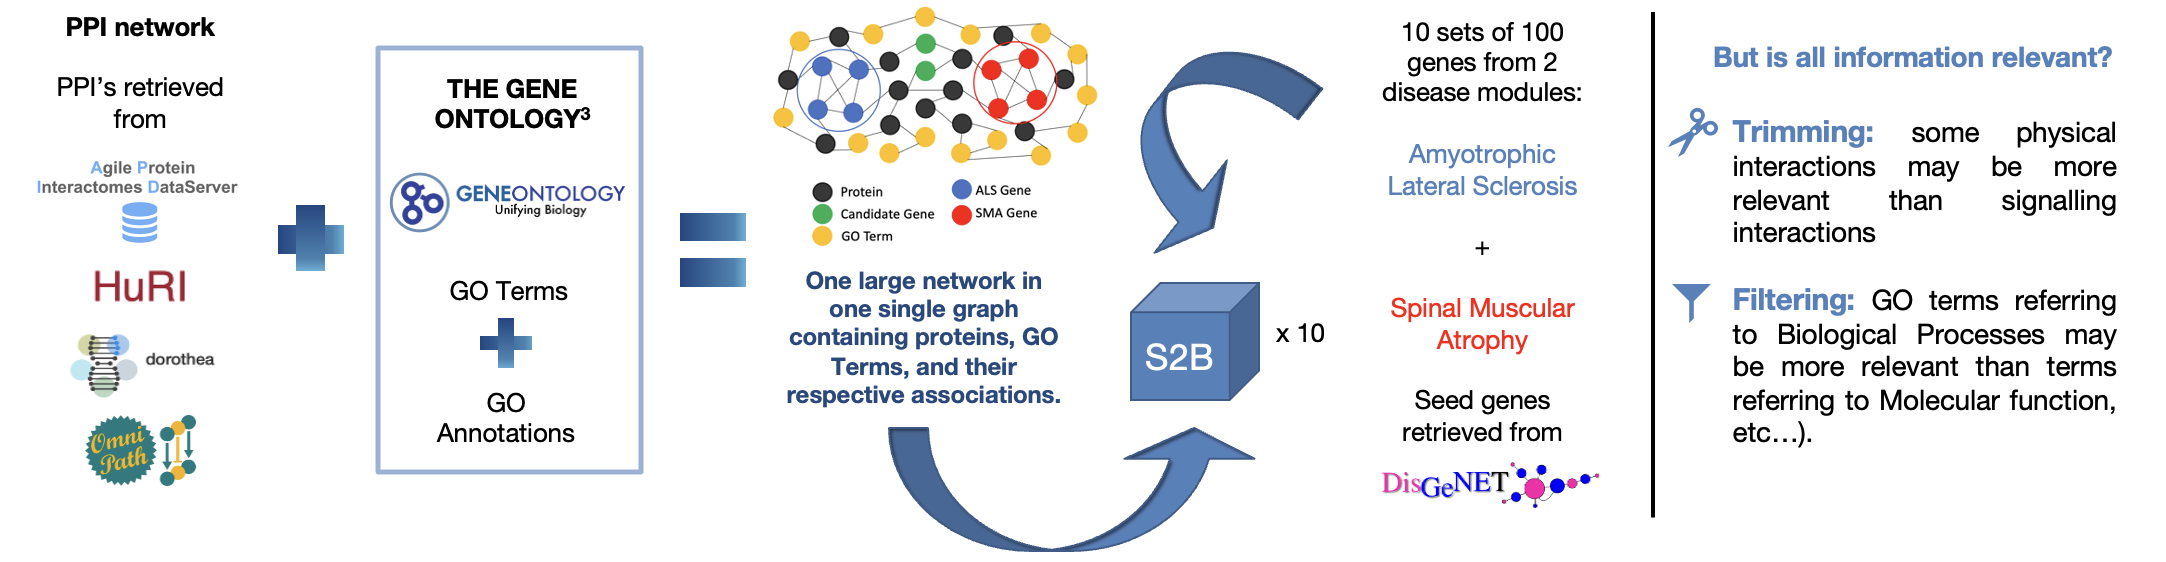 PPI network
PPI's retrieved
from
Agile Protein
Interactomes DataServer
HuRI
dorothea
Omni
Path
THE GENE
ONTOLOGY³
GENEONTOLOGY
Unifying Biology
GO Terms
GO
Annotations
Protein
Candidate Gene
GO Term
ALS Gene
SMA Gene
One large network in
one single graph
containing proteins, GO
Terms, and their
respective associations.
S2B
x 10
10 sets of 100
genes from 2
disease modules:
Amyotrophic
Lateral Sclerosis
+
Spinal Muscular
Atrophy
Seed genes
retrieved from
DisGeNET
But is all information relevant?
Trimming: some physical
interactions may be more
relevant than signalling
interactions
Filtering: GO terms referring
to Biological Processes may
be more relevant than terms
referring to Molecular function,
etc…).